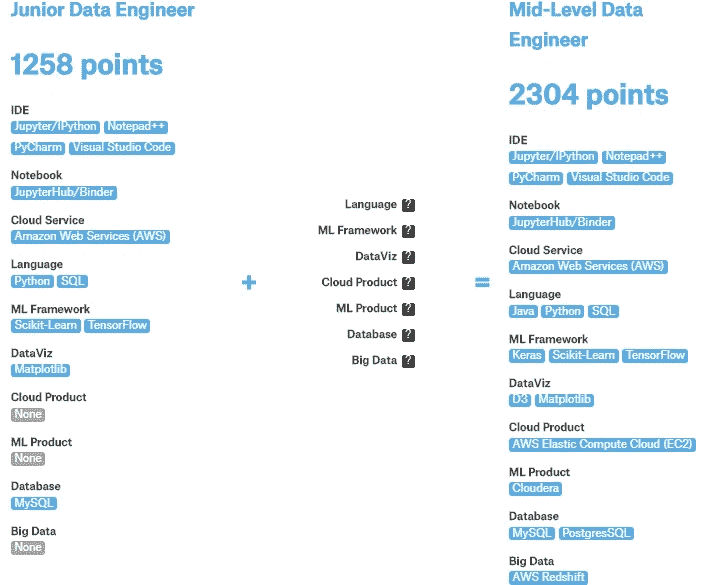 Junior Data Engineer
1258 points
IDE
Jupyter/IPython Notepad++
PyCharm Visual Studio Code
Notebook
JupyterHub/Binder
Cloud Service
Amazon Web Services (AWS)
Language
Python SQL
ML Framework
Scikit-Learn TensorFlow
DataViz
Matplotlib
Cloud Product
None
ML Product
None
Database
MySQL
Big Data
None
+
Language ?
ML Framework ?
DataViz ?
Cloud Product ?
ML Product ?
Database ?
Big Data ?
=
Mid-Level Data
Engineer
2304 points
IDE
Jupyter/IPython Notepad++
PyCharm Visual Studio Code
Notebook
JupyterHub/Binder
Cloud Service
Amazon Web Services (AWS)
Language
Java Python SQL
ML Framework
Keras Scikit-Learn TensorFlow
DataViz
D3 Matplotlib
Cloud Product
AWS Elastic Compute Cloud (EC2)
ML Product
Cloudera
Database
MySQL PostgresSQL
Big Data
AWS Redshift